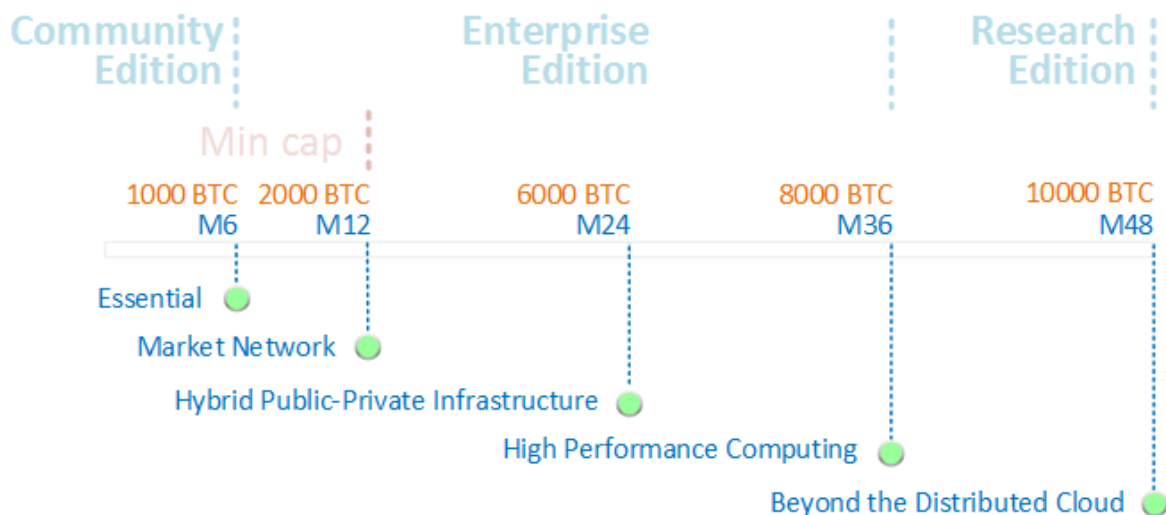 Community Edition
Enterprise Edition
Research Edition
Min cap
1000 BTC 2000 BTC 6000 BTC 8000 BTC 10000 BTC
M6 M12 M24 M36 M48
Essential
Market Network
Hybrid Public-Private Infrastructure
High Performance Computing
Beyond the Distributed Cloud